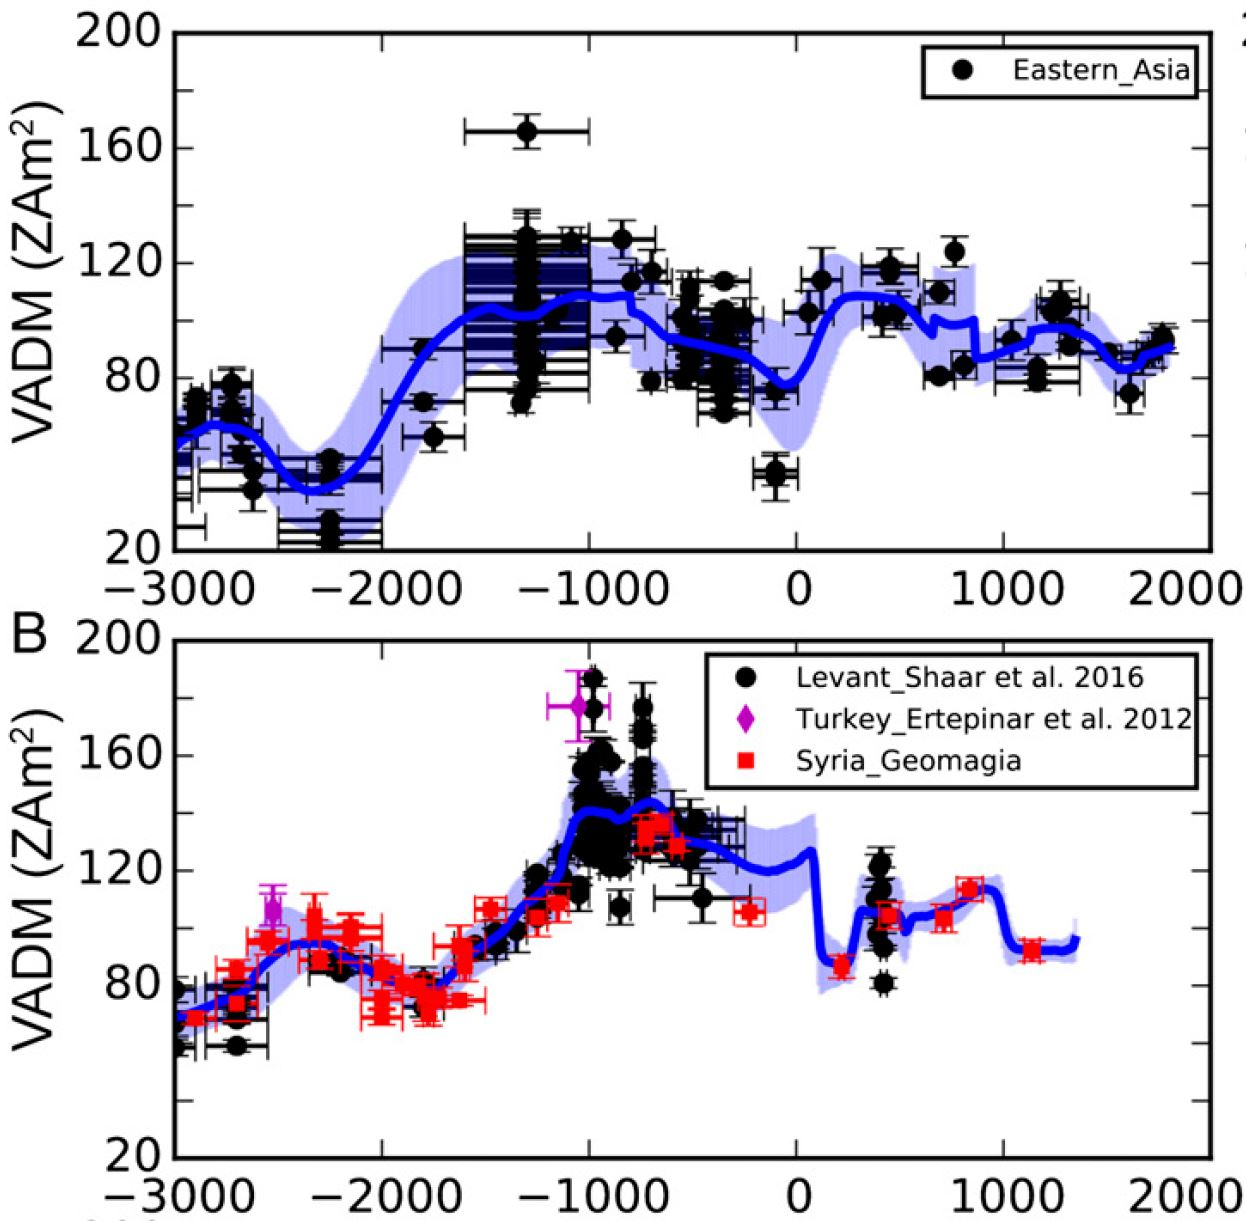 200
Eastern_Asia
160
120
80
20
VADM (ZAm²)
−3000 −2000 −1000 0 1000 2000
B
200
Levant_Shaar et al. 2016
Turkey_Ertepinar et al. 2012
Syria_Geomagia
160
120
80
20
VADM (ZAm²)
−3000 −2000 −1000 0 1000 2000